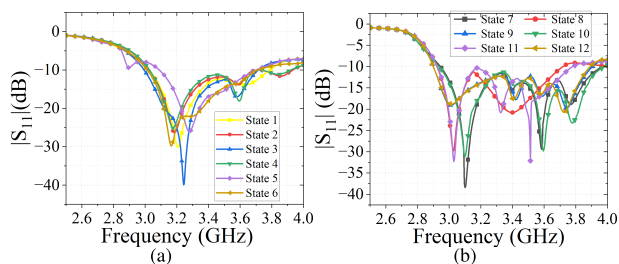 (a)
0
-10
-20
-30
-40
|S11|(dB)
2.6 2.8 3.0 3.2 3.4 3.6 3.8 4.0
Frequency (GHz)
State 1
State 2
State 3
State 4
State 5
State 6
(a)
(b)
0
-5
-10
-15
-20
-25
-30
-35
-40
|S11|(dB)
2.6 2.8 3.0 3.2 3.4 3.6 3.8 4.0
Frequency (GHz)
State 7 State 8
State 9 State 10
State 11 State 12
(b)